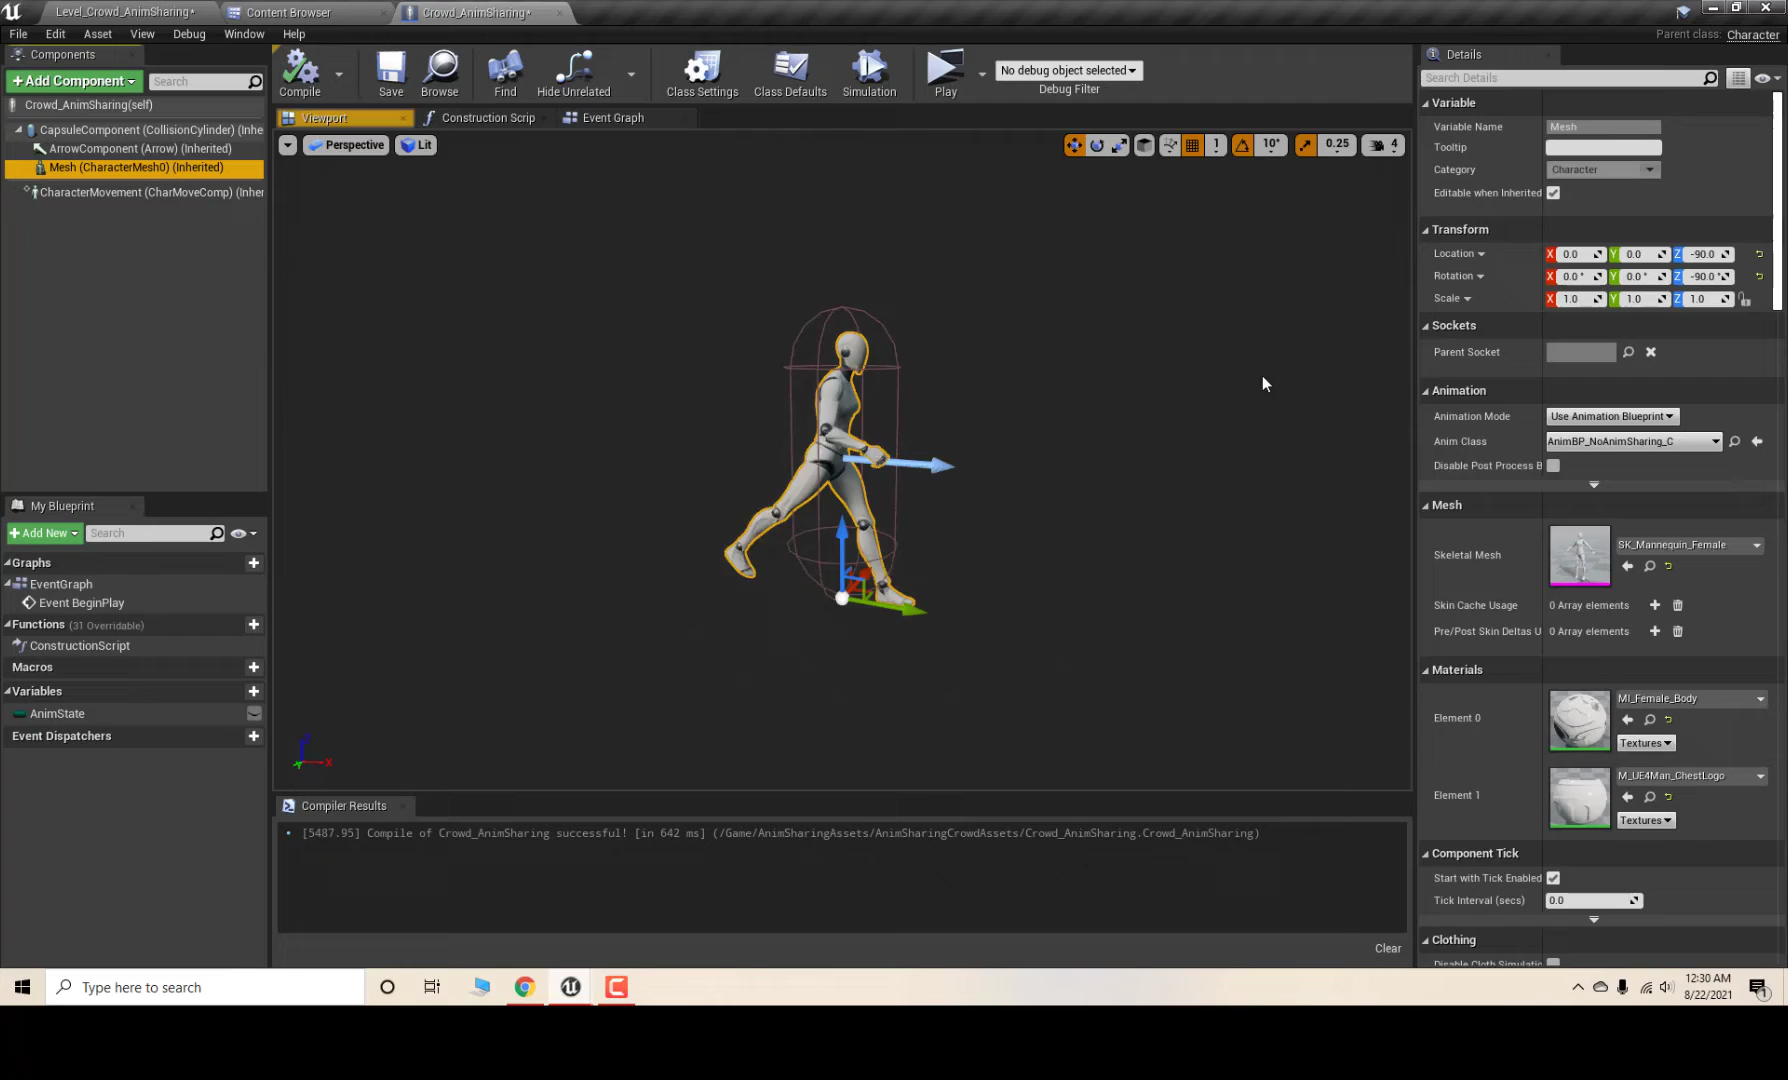 Level_Crowd_AnimSharing*
Content Browser
Crowd_AnimSharing*
File Edit Asset View Debug Window Help
Parent class: Character
Components
+Add Component
Search
Crowd_AnimSharing(self)
CapsuleComponent (CollisionCylinder) (Inhe
ArrowComponent (Arrow) (Inherited)
Mesh (CharacterMesh0) (Inherited)
CharacterMovement (CharMoveComp) (Inher
Compile
Save
Browse
Find
Hide Unrelated
Class Settings
Class Defaults
Simulation
Play
No debug object selected
Debug Filter
Viewport
Construction Scrip
Event Graph
Perspective
Lit
1
10°
0.25
4
X
My Blueprint
+Add New
Search
Graphs
EventGraph
Event BeginPlay
Functions (31 Overridable)
ConstructionScript
Macros
Variables
AnimState
Event Dispatchers
Compiler Results
[5487.95] Compile of Crowd_AnimSharing successful! [in 642 ms] (/Game/AnimSharingAssets/AnimSharingCrowdAssets/Crowd_AnimSharing.Crowd_AnimSharing)
Clear
Details
Search Details
Variable
Variable Name Mesh
Tooltip
Category Character
Editable when Inherited
Transform
Location X 0.0 Y 0.0 Z -90.0
Rotation X 0.0 ° Y 0.0 ° Z -90.0 °
Scale X 1.0 Y 1.0 Z 1.0
Sockets
Parent Socket
Animation
Animation Mode Use Animation Blueprint
Anim Class AnimBP_NoAnimSharing_C
Disable Post Process B
Mesh
Skeletal Mesh SK_Mannequin_Female
Skin Cache Usage 0 Array elements
Pre/Post Skin Deltas U 0 Array elements
Materials
Element 0 MI_Female_Body
Textures
Element 1 M_UE4Man_ChestLogo
Textures
Component Tick
Start with Tick Enabled
Tick Interval (secs) 0.0
Clothing
Disable Cloth Simulatio
Type here to search
12:30 AM
8/22/2021
1